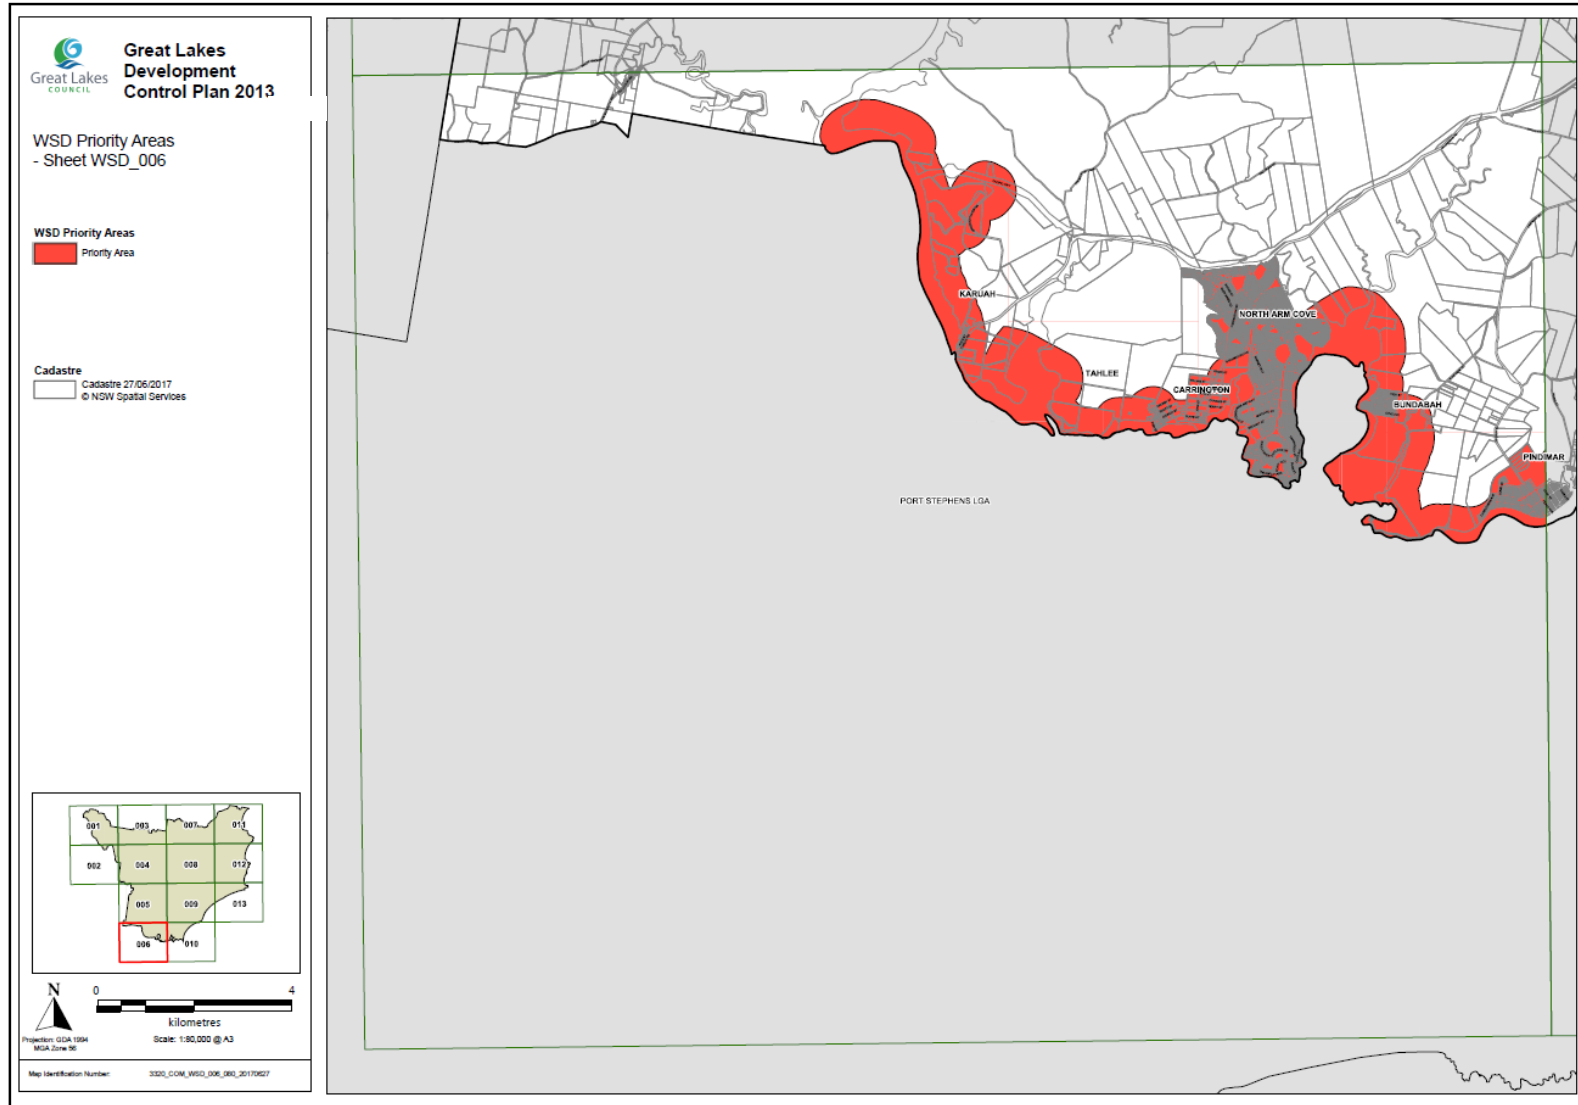 Great Lakes
COUNCIL
Great Lakes
Development
Control Plan 2013
WSD Priority Areas
- Sheet WSD_006
WSD Priority Areas
Priority Area
Cadastre
Cadastre 27/06/2017
© NSW Spatial Services
001
003
007
011
002
004
008
012
005
009
013
006
010
N
0
4
kilometres
Projection: GDA 1994
MGA Zone 56
Scale: 1:80,000 @ A3
Map Identification Number:
3320_COM_WSD_006_080_20170627
KARUAH
NORTH ARM COVE
TAHLEE
CARRINGTON
BUNDABAH
PINDIMAR
PORT STEPHENS LGA